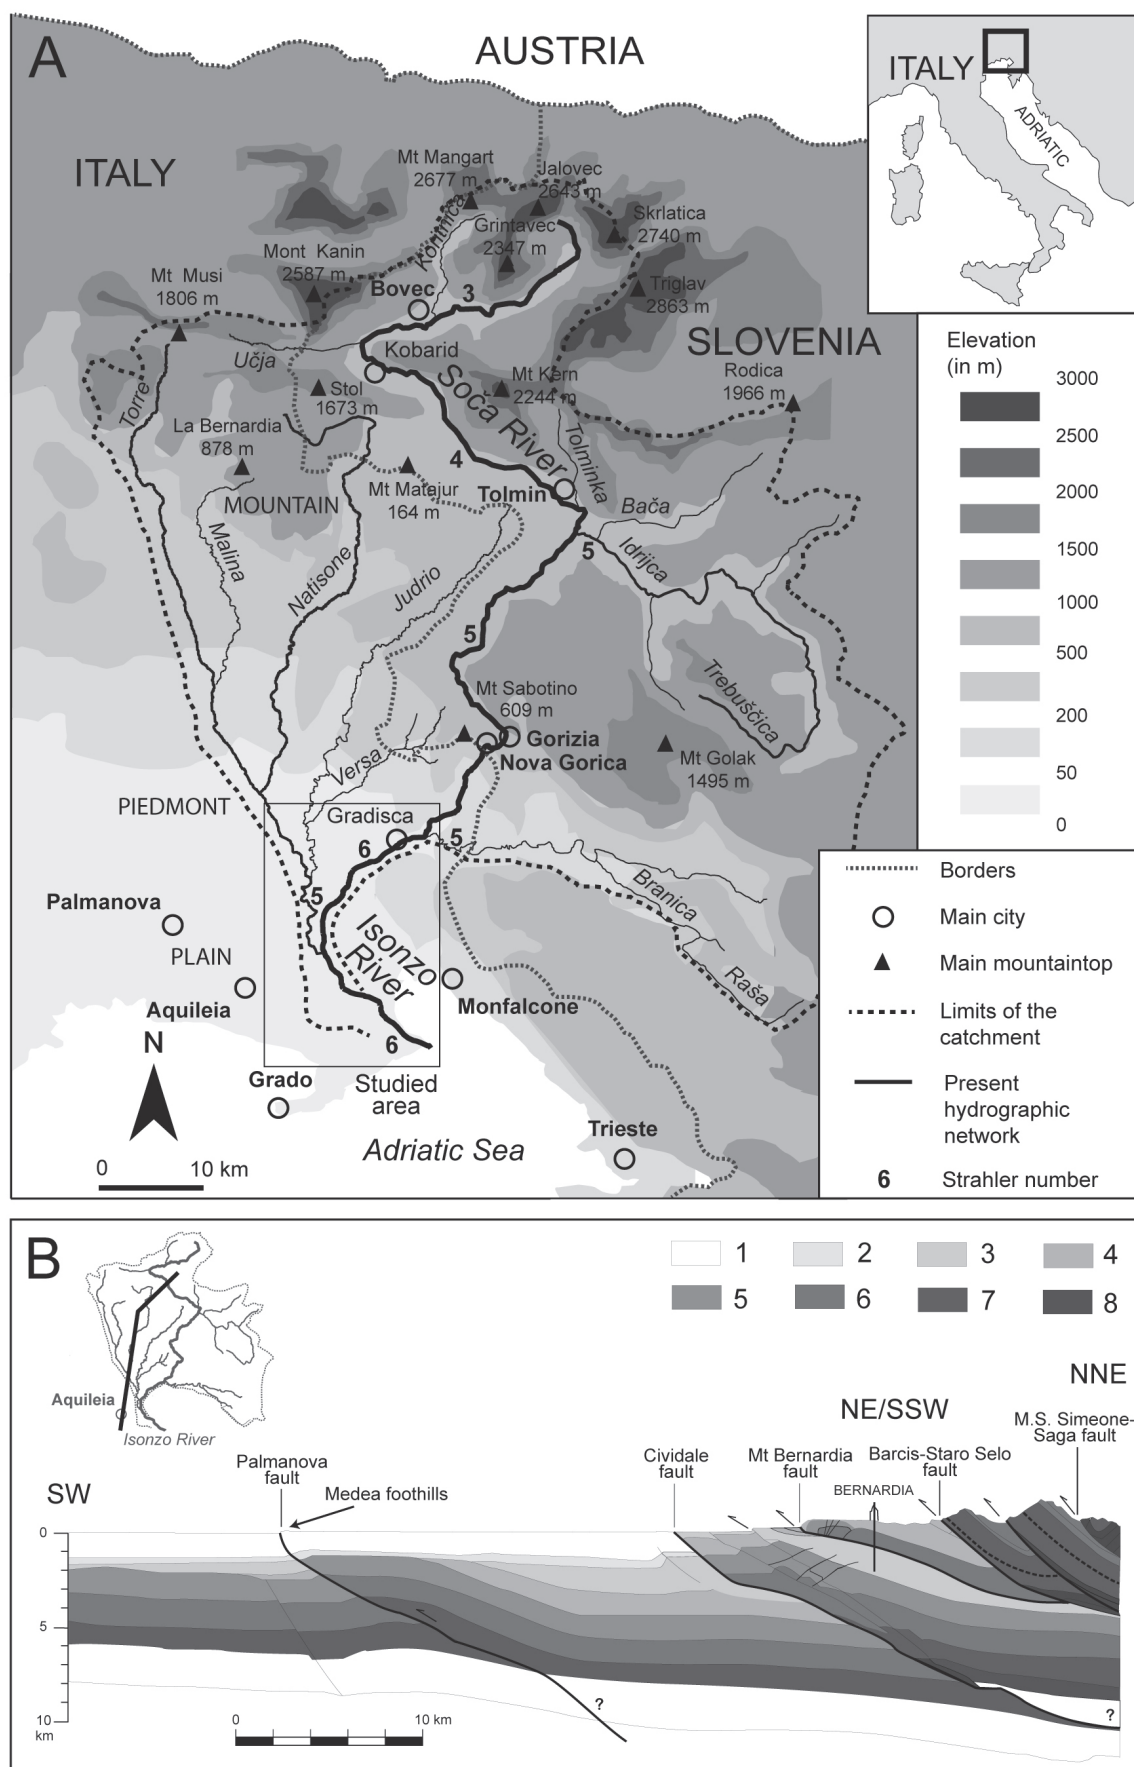 A
AUSTRIA
ITALY
ITALY
ADRIATIC
Mt Mangart
2677 m
Jalovec
2643 m
Koritnica
Grintavec
2347 m
Skrlatica
2740 m
Mont Kanin
2587 m
Mt Musi
1806 m
Bovec
3
Triglav
2863 m
SLOVENIA
Učja
Kobarid
Torre
Stol
1673 m
Soča River
Mt Kern
2244 m
Rodica
1966 m
La Bernardia
878 m
4
Tolminka
MOUNTAIN
Mt Matajur
164 m
Tolmin
Bača
Malina
Natisone
Judrio
5
Idrijca
5
Trebuščica
Mt Sabotino
609 m
Gorizia
Nova Gorica
Mt Golak
1495 m
Versa
PIEDMONT
Gradisca
6
5
Branica
5
Palmanova
PLAIN
Isonzo
River
Raša
Aquileia
Monfalcone
N
6
Grado
Studied
area
Trieste
Adriatic Sea
0 10 km
Elevation
(in m)
3000
2500
2000
1500
1000
500
200
50
0
Borders
Main city
Main mountaintop
Limits of the
catchment
Present
hydrographic
network
6 Strahler number
B
1 2 3 4
5 6 7 8
Aquileia
Isonzo River
NNE
NE/SSW
SW
Palmanova
fault
Medea foothills
Cividale
fault
Mt Bernardia
fault
BERNARDIA
Barcis-Staro Selo
fault
M.S. Simeone-
Saga fault
0
5
10
km
0 10 km
?
?